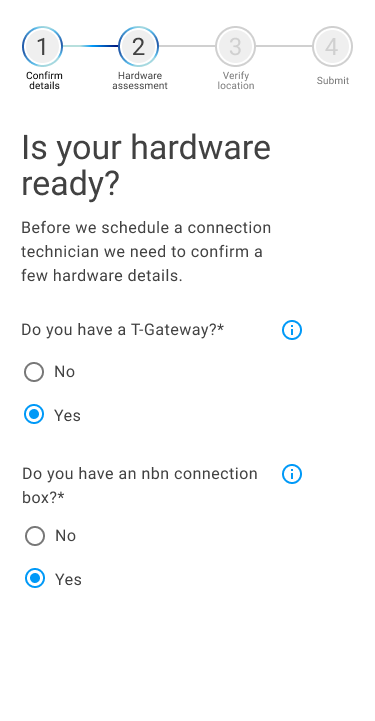 1
2
3
4
Confirm
details
Hardware
assessment
Verify
location
Submit
Is your hardware
ready?
Before we schedule a connection
technician we need to confirm a
few hardware details.
Do you have a T-Gateway?*
No
Yes
Do you have an nbn connection
box?*
No
Yes